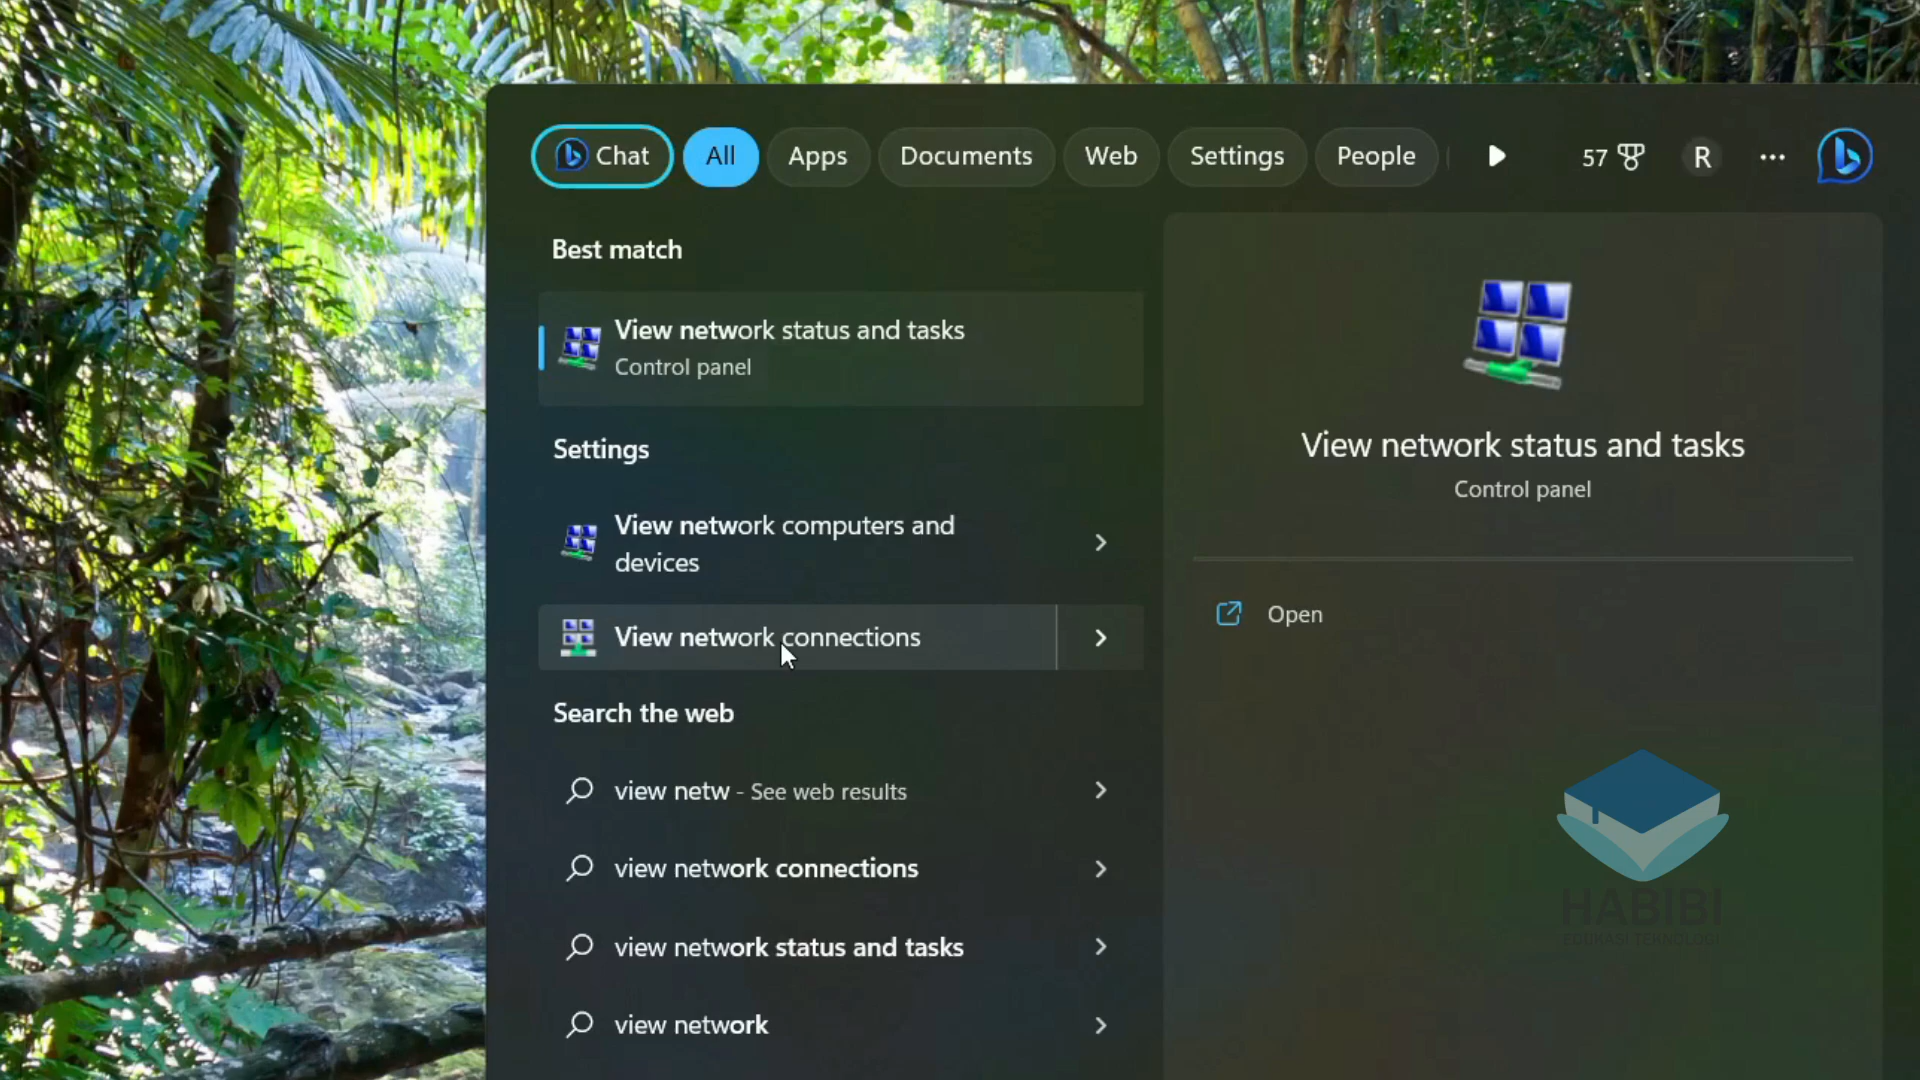 Chat
All
Apps
Documents
Web
Settings
People
57
R
Best match
View network status and tasks
Control panel
Settings
View network computers and
devices
View network connections
Search the web
view netw - See web results
view network connections
view network status and tasks
view network
View network status and tasks
Control panel
Open
HABIBI
EDUKASI TEKNOLOGI